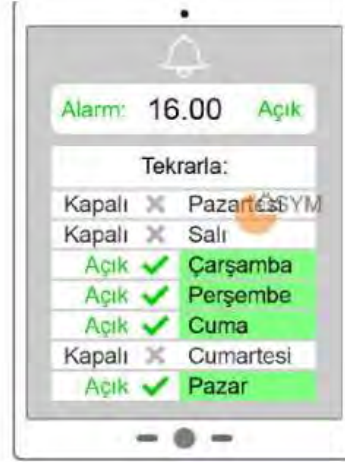 Alarm: 16.00 Açık
Tekrarla:
Kapalı Pazartesi ÖSYM
Kapalı Salı
Açık Çarşamba
Açık Perşembe
Açık Cuma
Kapalı Cumartesi
Açık Pazar